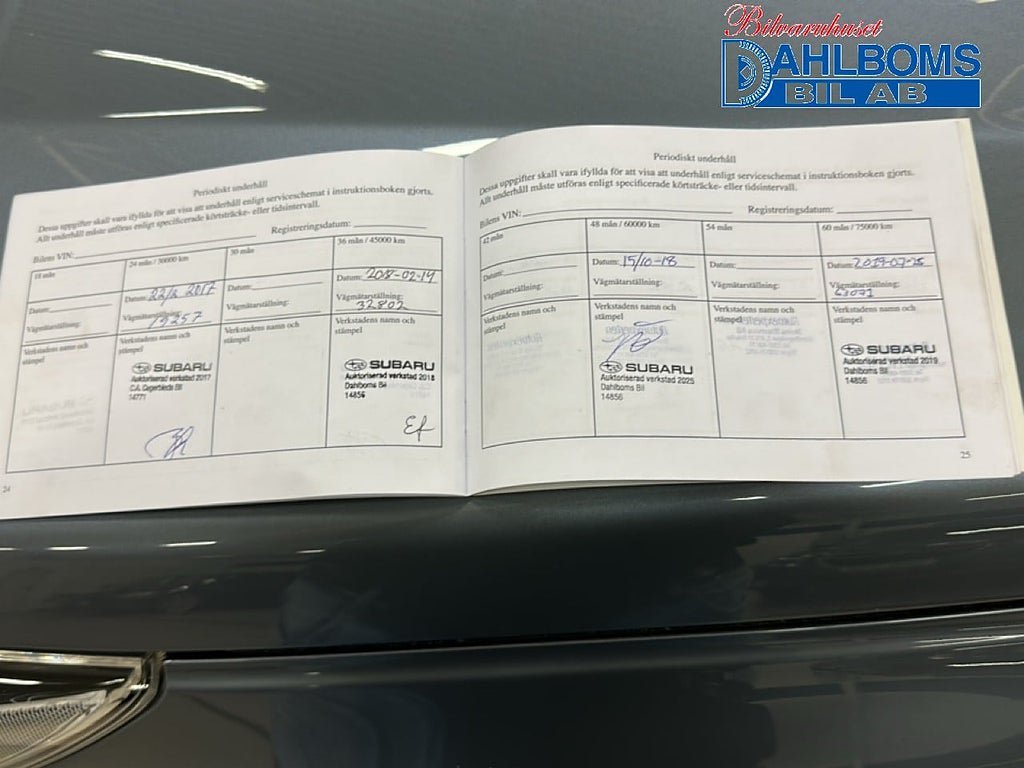 Bilvaruhuset
DAHLBOMS
BIL AB
Periodiskt underhåll
Dessa uppgifter skall vara ifyllda för att visa att underhåll enligt serviceschemat i instruktionsboken gjorts.
Allt underhåll måste utföras enligt specificerade körtsträcke- eller tidsintervall.
Bilens VIN: Registreringsdatum:
18 mån
24 mån / 30000 km
30 mån
36 mån / 45000 km
Datum:
Datum: 22/2 2017
Datum:
Datum: 2018-02-19
Vägmätarställning:
Vägmätarställning: 19257
Vägmätarställning:
Vägmätarställning: 32802
Verkstadens namn och
stämpel
Verkstadens namn och
stämpel
Verkstadens namn och
stämpel
Verkstadens namn och
stämpel
SUBARU
Auktoriserad verkstad 2017
14771
SUBARU
Auktoriserad verkstad 2018
Dahlboms Bil
14856
24
Periodiskt underhåll
Dessa uppgifter skall vara ifyllda för att visa att underhåll enligt serviceschemat i instruktionsboken gjorts.
Allt underhåll måste utföras enligt specificerade körtsträcke- eller tidsintervall.
Bilens VIN: Registreringsdatum:
42 mån
48 mån / 60000 km
54 mån
60 mån / 75000 km
Datum:
Datum: 15/10-18
Datum:
Datum: 2019-07-25
Vägmätarställning:
Vägmätarställning:
Vägmätarställning:
Vägmätarställning:
Verkstadens namn och
stämpel
Verkstadens namn och
stämpel
Verkstadens namn och
stämpel
Verkstadens namn och
stämpel
SUBARU
Auktoriserad verkstad 2025
Dahlboms Bil
14856
SUBARU
Auktoriserad verkstad 2019
Dahlboms Bil
14856
25